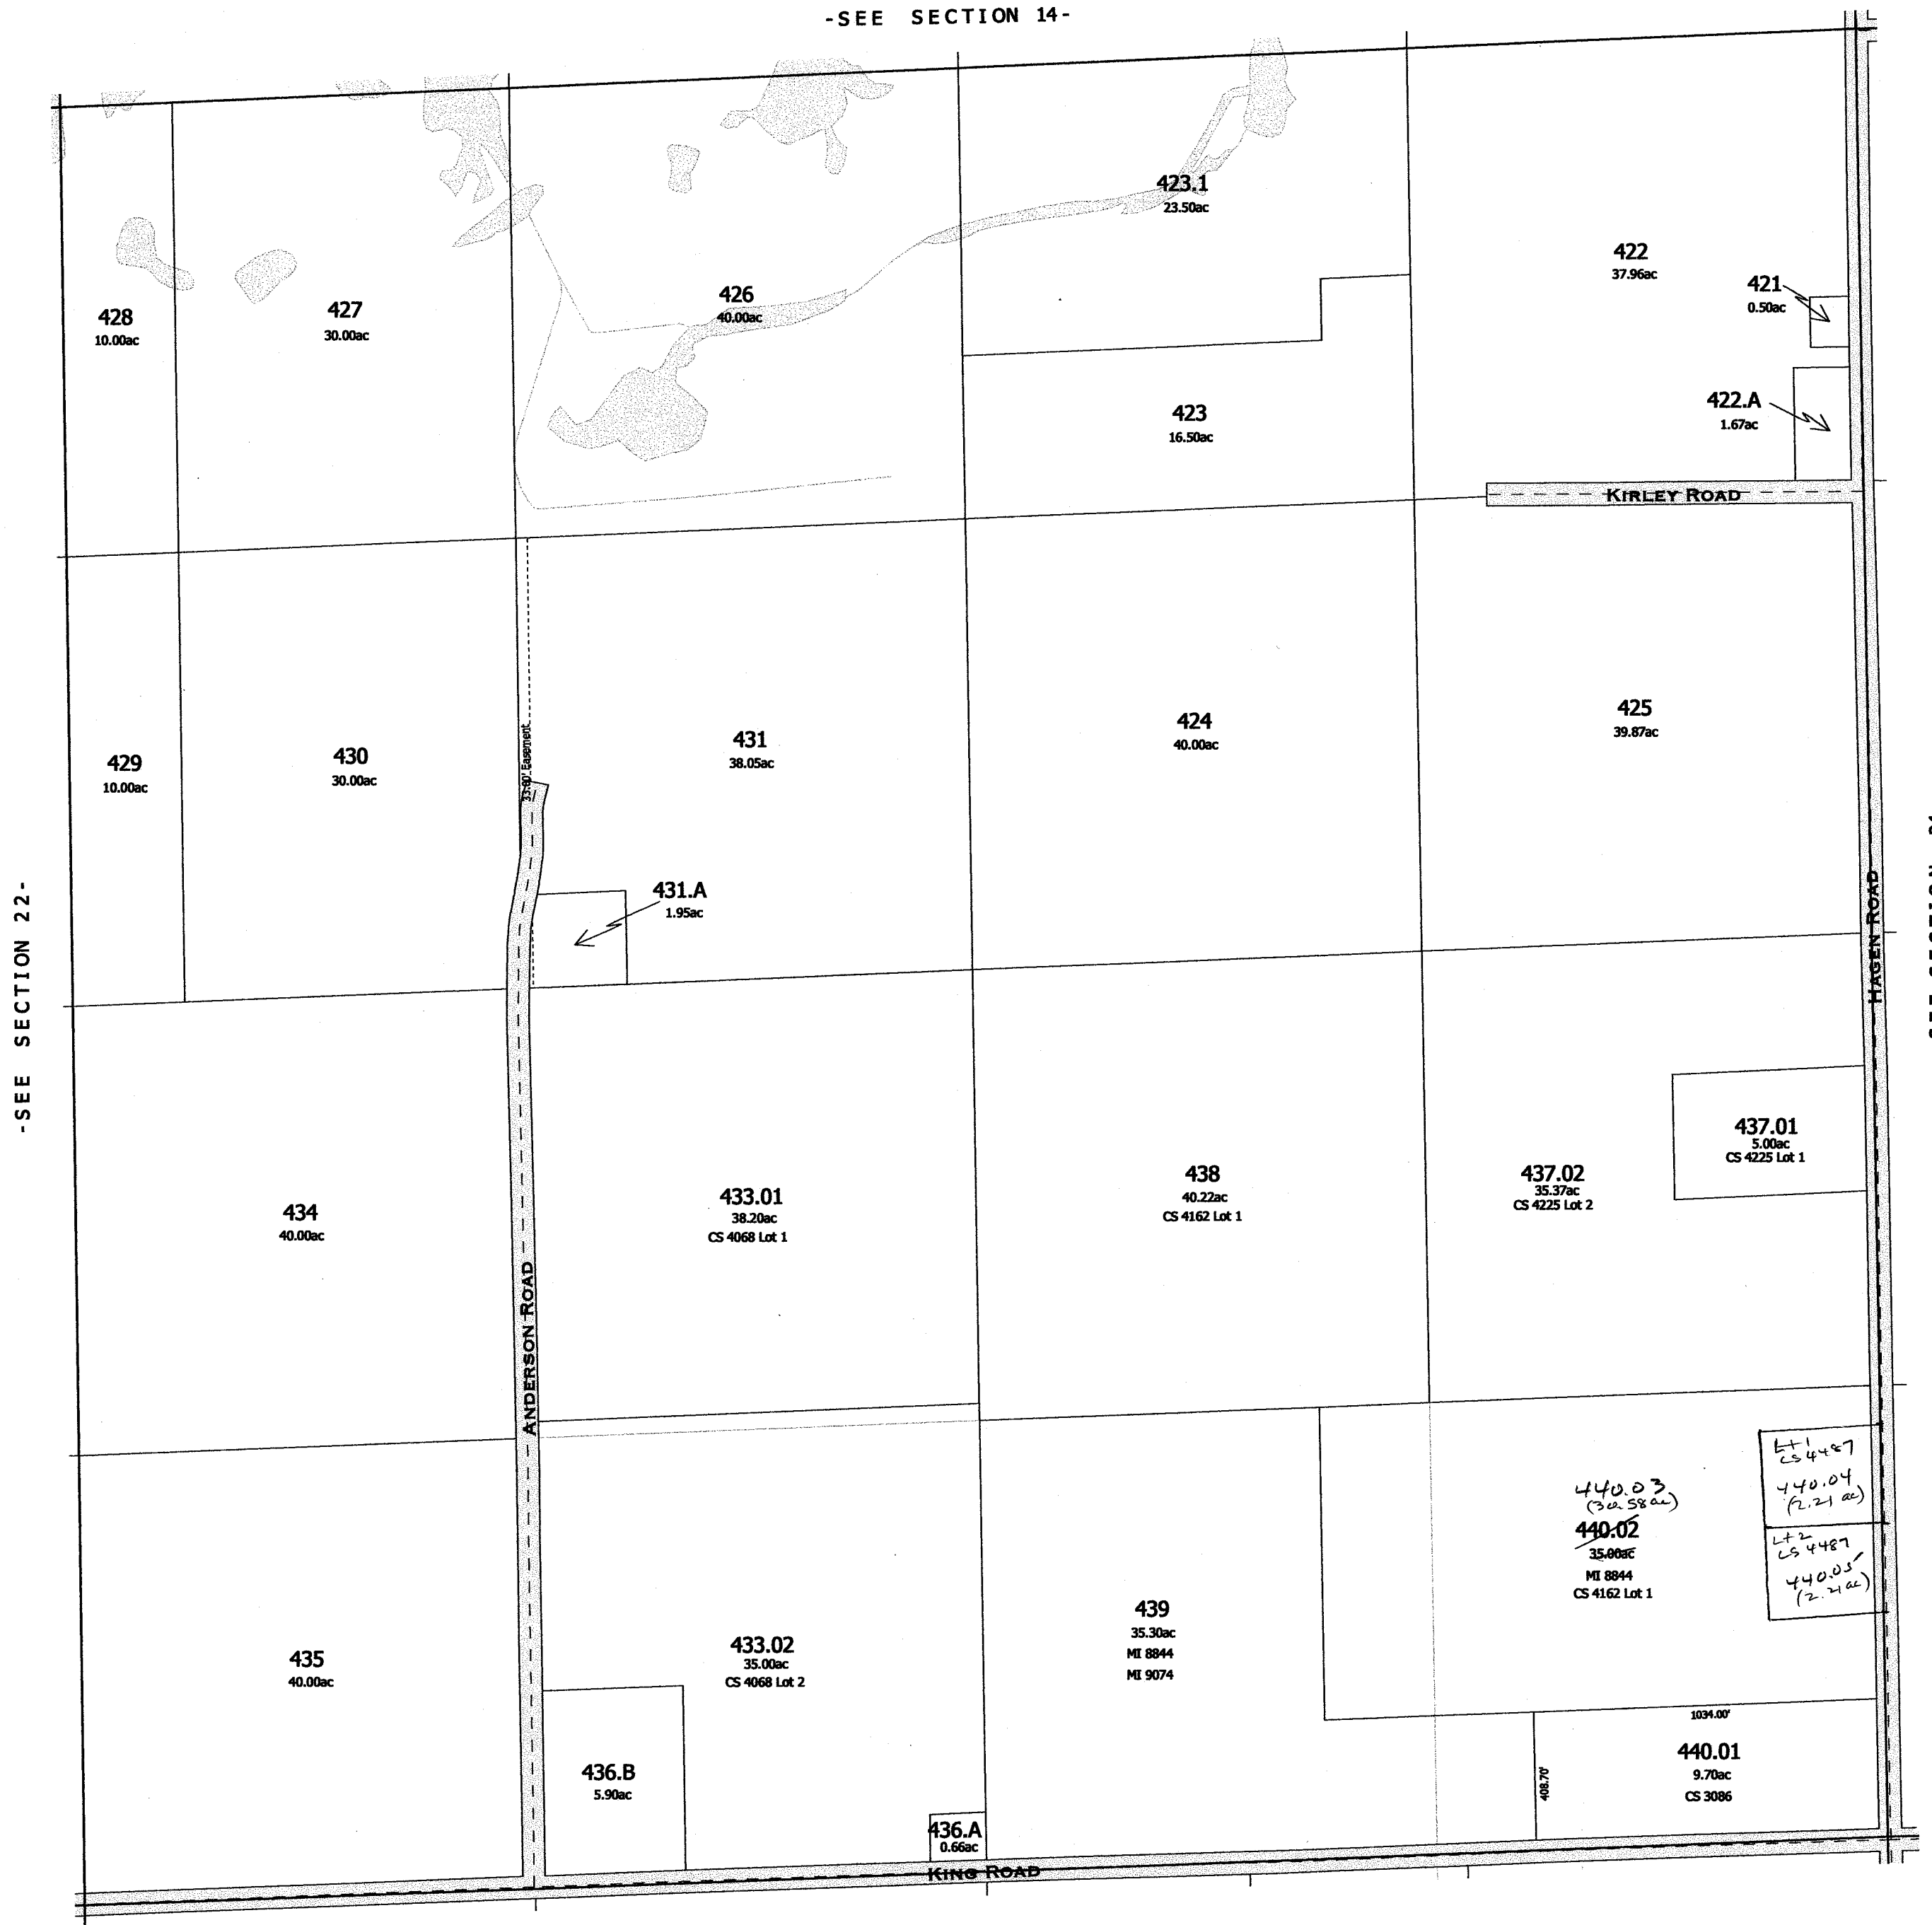 -SEE SECTION 14-
423.1
23.50ac
422
37.96ac
421
0.50ac
426
40.00ac
427
30.00ac
428
10.00ac
422.A
1.67ac
423
16.50ac
KIRLEY ROAD
425
39.87ac
424
40.00ac
431
38.05ac
33.00' Easement
430
30.00ac
429
10.00ac
431.A
1.95ac
HAGEN ROAD
-SEE SECTION 22-
437.01
5.00ac
CS 4225 Lot 1
437.02
35.37ac
CS 4225 Lot 2
438
40.22ac
CS 4162 Lot 1
433.01
38.20ac
CS 4068 Lot 1
434
40.00ac
ANDERSON ROAD
Lt 1
CS 4487
440.04
(2.21 ac)
440.03
(30.58 ac)
440.02
35.00ac
MI 8844
CS 4162 Lot 1
Lt 2
CS 4487
440.05
(2.21 ac)
439
35.30ac
MI 8844
MI 9074
433.02
35.00ac
CS 4068 Lot 2
435
40.00ac
1034.00'
440.01
9.70ac
CS 3086
408.70'
436.B
5.90ac
436.A
0.66ac
KING ROAD